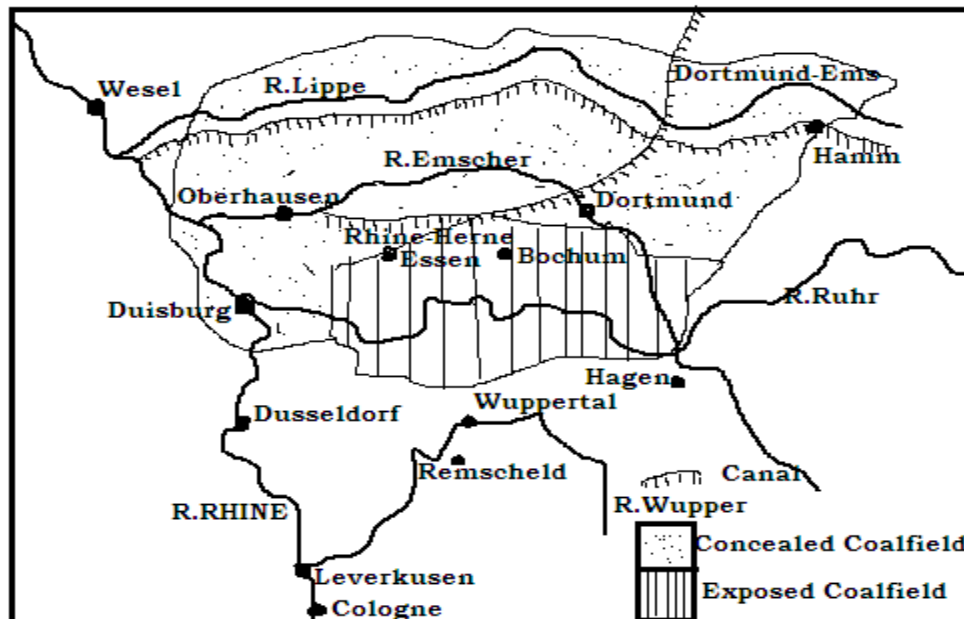 Wesel
R.Lippe
Dortmund-Ems
R.Emscher
Hamm
Oberhausen
Dortmund
Rhine-Herne
Essen
Bochum
Duisburg
R.Ruhr
Hagen
Dusseldorf
Wuppertal
Remscheld
Canal
R.RHINE
R.Wupper
Concealed Coalfield
Leverkusen
Exposed Coalfield
Cologne